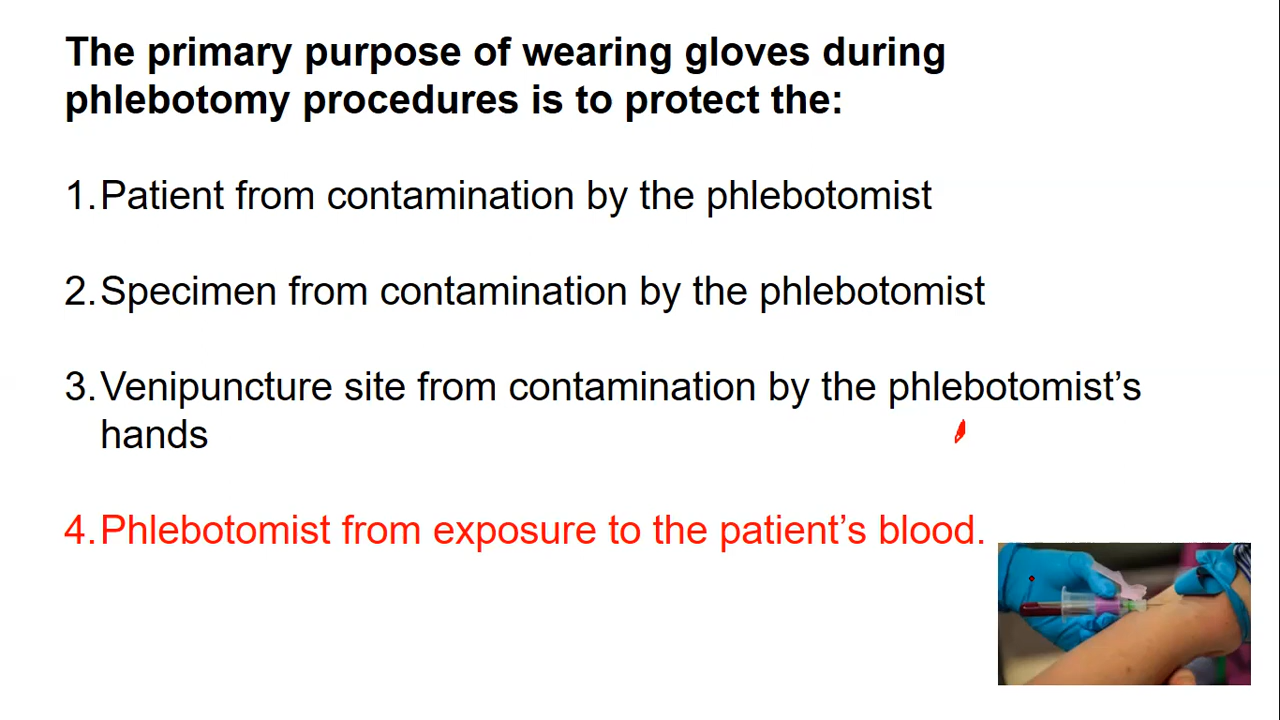 The primary purpose of wearing gloves during
phlebotomy procedures is to protect the:
1. Patient from contamination by the phlebotomist
2. Specimen from contamination by the phlebotomist
3. Venipuncture site from contamination by the phlebotomist’s
hands
4. Phlebotomist from exposure to the patient’s blood.